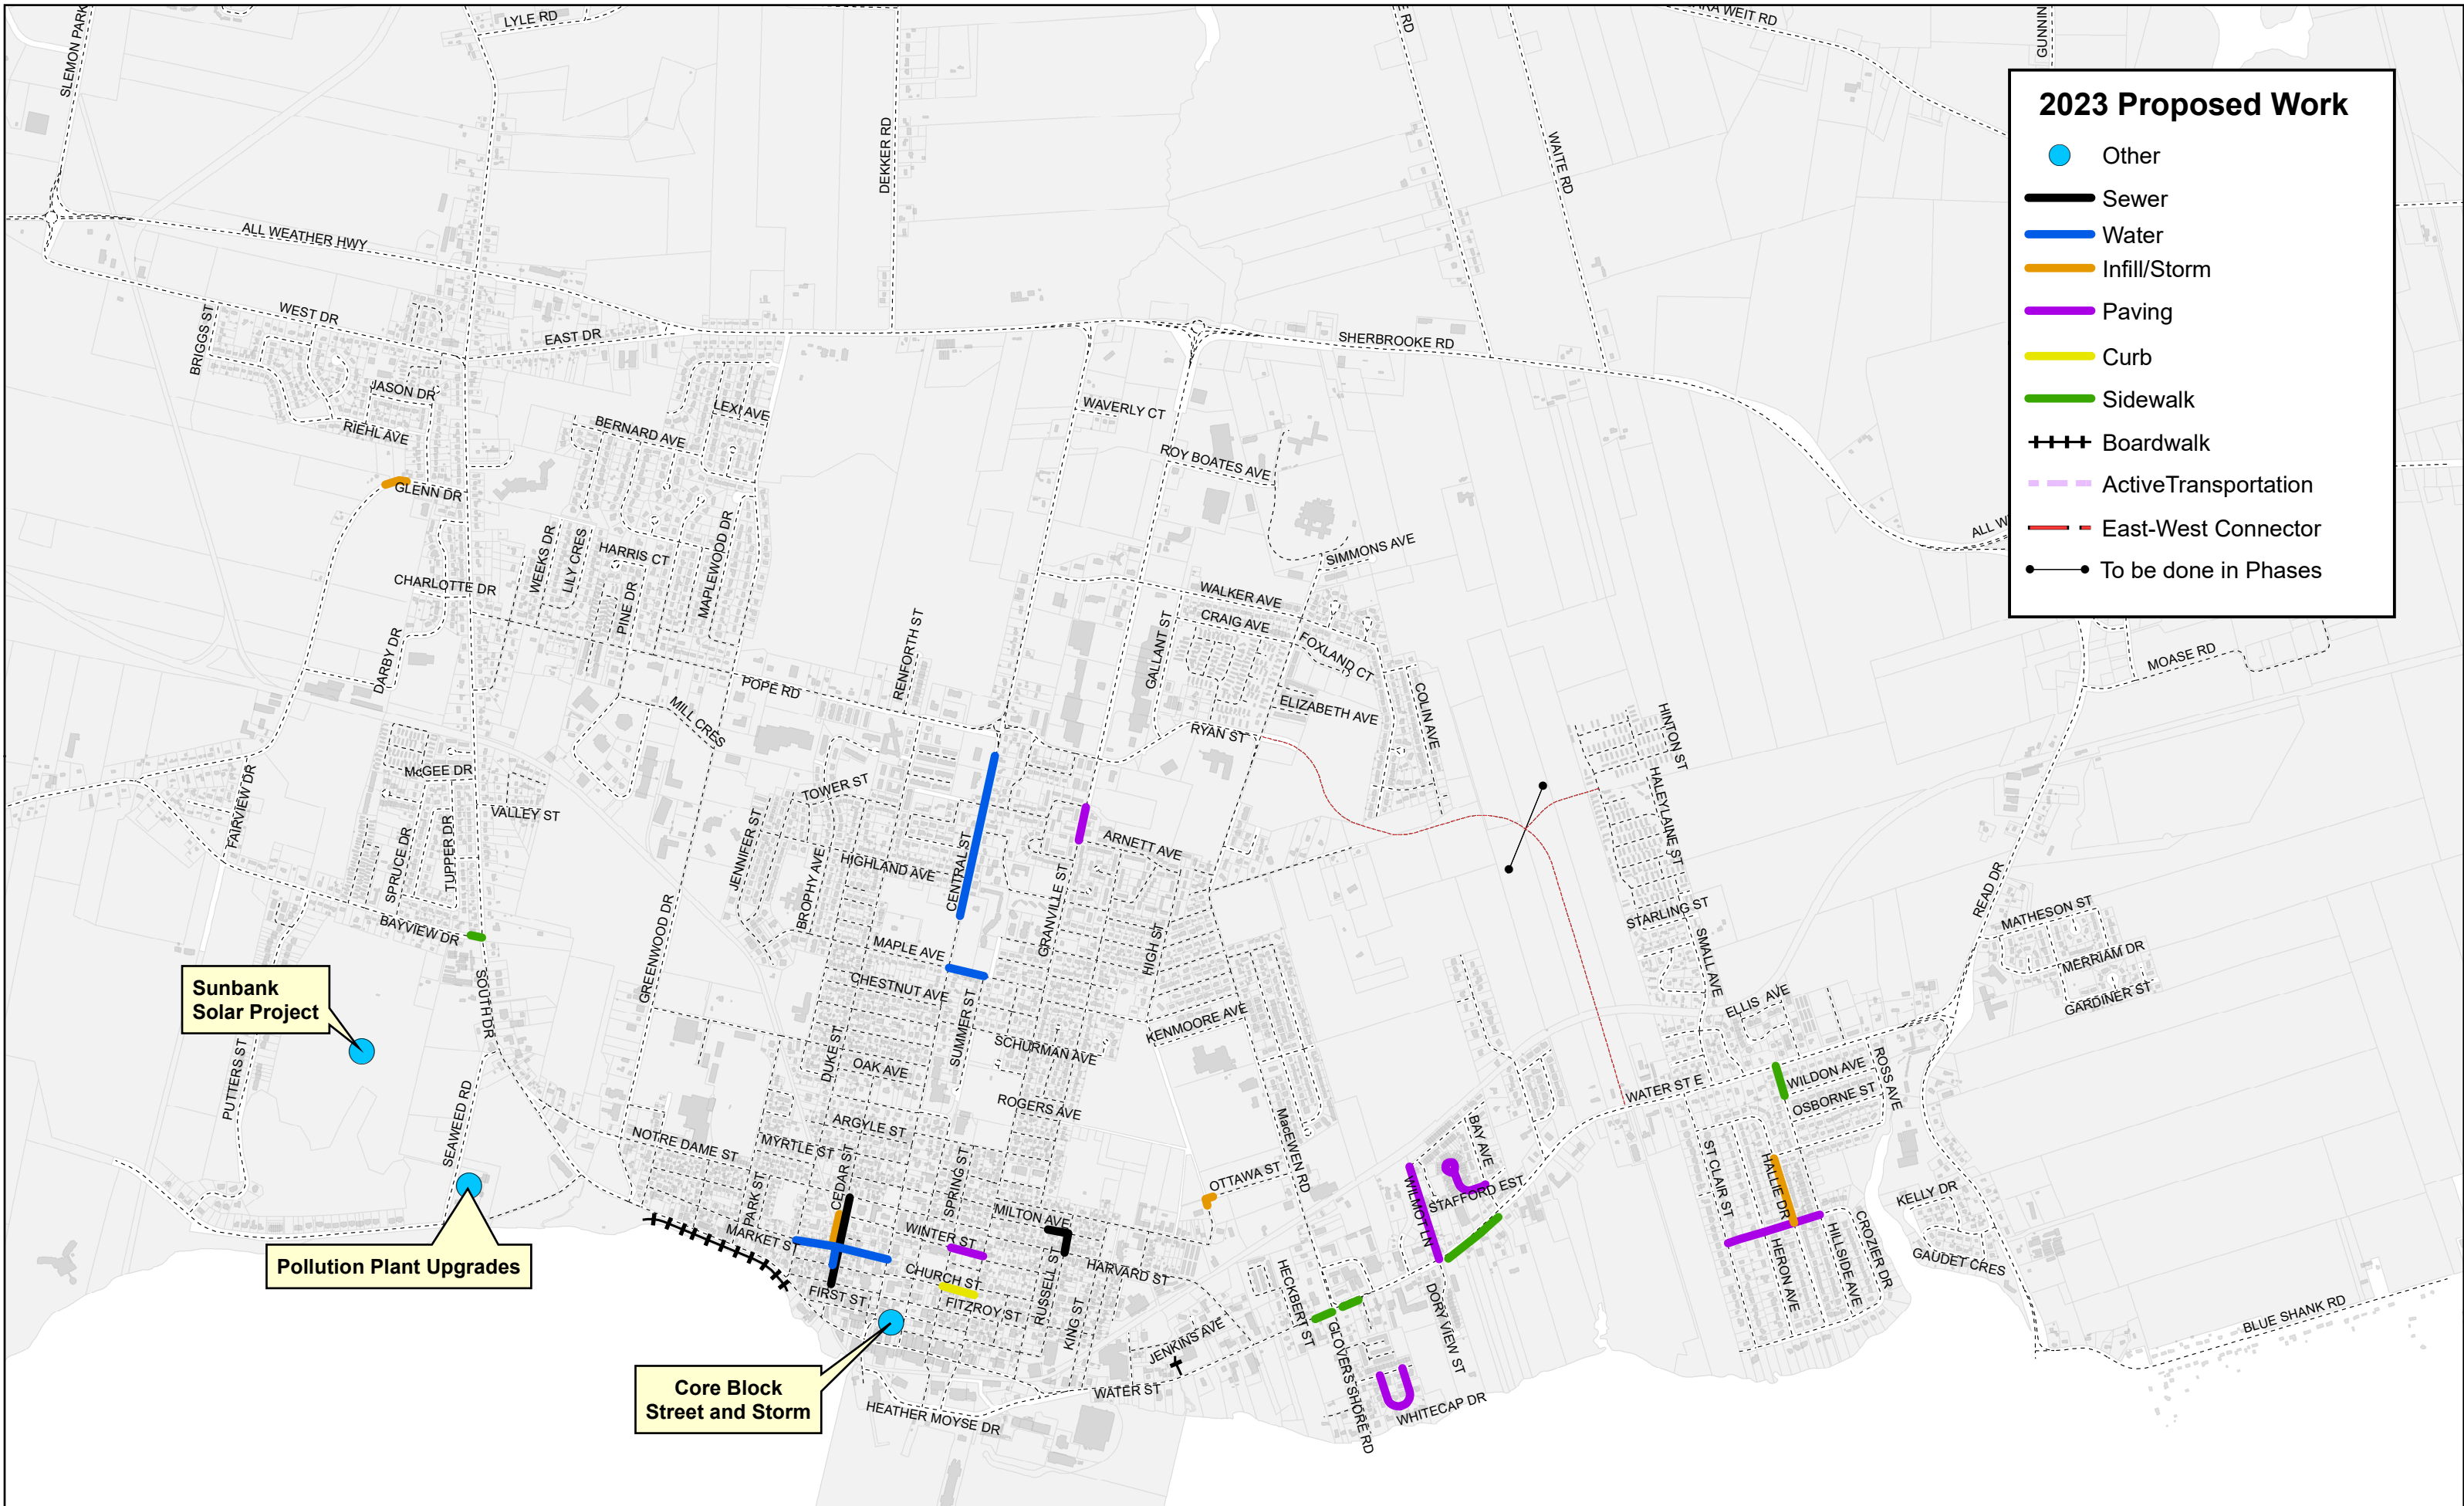 SLEMON PARK
LYLE RD
DEKKER RD
WAITE RD
ALL WEATHER HWY
WEST DR
EAST DR
BRIGGS ST
JASON DR
RIEHL AVE
GLENN DR
LEXI AVE
BERNARD AVE
WAVERLY CT
ROY BOATES AVE
SHERBROOKE RD
2023 Proposed Work
Other
Sewer
Water
Infill/Storm
Paving
Curb
Sidewalk
Boardwalk
ActiveTransportation
East-West Connector
To be done in Phases
WEEKS DR
LILY CRES
HARRIS CT
PINE DR
MAPLEWOOD DR
CHARLOTTE DR
DARBY DR
SIMMONS AVE
WALKER AVE
CRAIG AVE
FOXLAND CT
GALLANT ST
ELIZABETH AVE
COLIN AVE
RYAN ST
RENFORTH ST
POPE RD
MILL CRES
MOASE RD
HINTON ST
HALEYLAINE ST
McGEE DR
VALLEY ST
FAIRVIEW DR
SPRUCE DR
TUPPER DR
BAYVIEW DR
TOWER ST
JENNIFER ST
BROPHY AVE
HIGHLAND AVE
CENTRAL ST
ARNETT AVE
GRANVILLE ST
HIGH ST
MAPLE AVE
CHESTNUT AVE
GREENWOOD DR
STARLING ST
SMALL AVE
READ DR
MATHESON ST
MERRIAM DR
GARDINER ST
Sunbank
Solar Project
SOUTH DR
PUTTERS ST
SEAWEED RD
DUKE ST
OAK AVE
SUMMER ST
SCHURMAN AVE
KENMOORE AVE
ELLIS AVE
WATER ST E
WILDON AVE
OSBORNE ST
ROSS AVE
ROGERS AVE
ARGYLE ST
MYRTLE ST
NOTRE DAME ST
PARK ST
CEDAR ST
SPRING ST
MARKET ST
WINTER ST
MILTON AVE
CHURCH ST
FIRST ST
FITZROY ST
RUSSELL ST
KING ST
HARVARD ST
OTTAWA ST
MacEWEN RD
BAY AVE
STAFFORD EST
WILMOT LN
ST CLAIR ST
HALLIE DR
HERON AVE
HILLSIDE AVE
CROZIER DR
KELLY DR
GAUDET CRES
BLUE SHANK RD
HECKBERT ST
GLOVERS SHORE RD
DORY VIEW ST
WHITECAP DR
JENKINS AVE
WATER ST
HEATHER MOYSE DR
Pollution Plant Upgrades
Core Block
Street and Storm